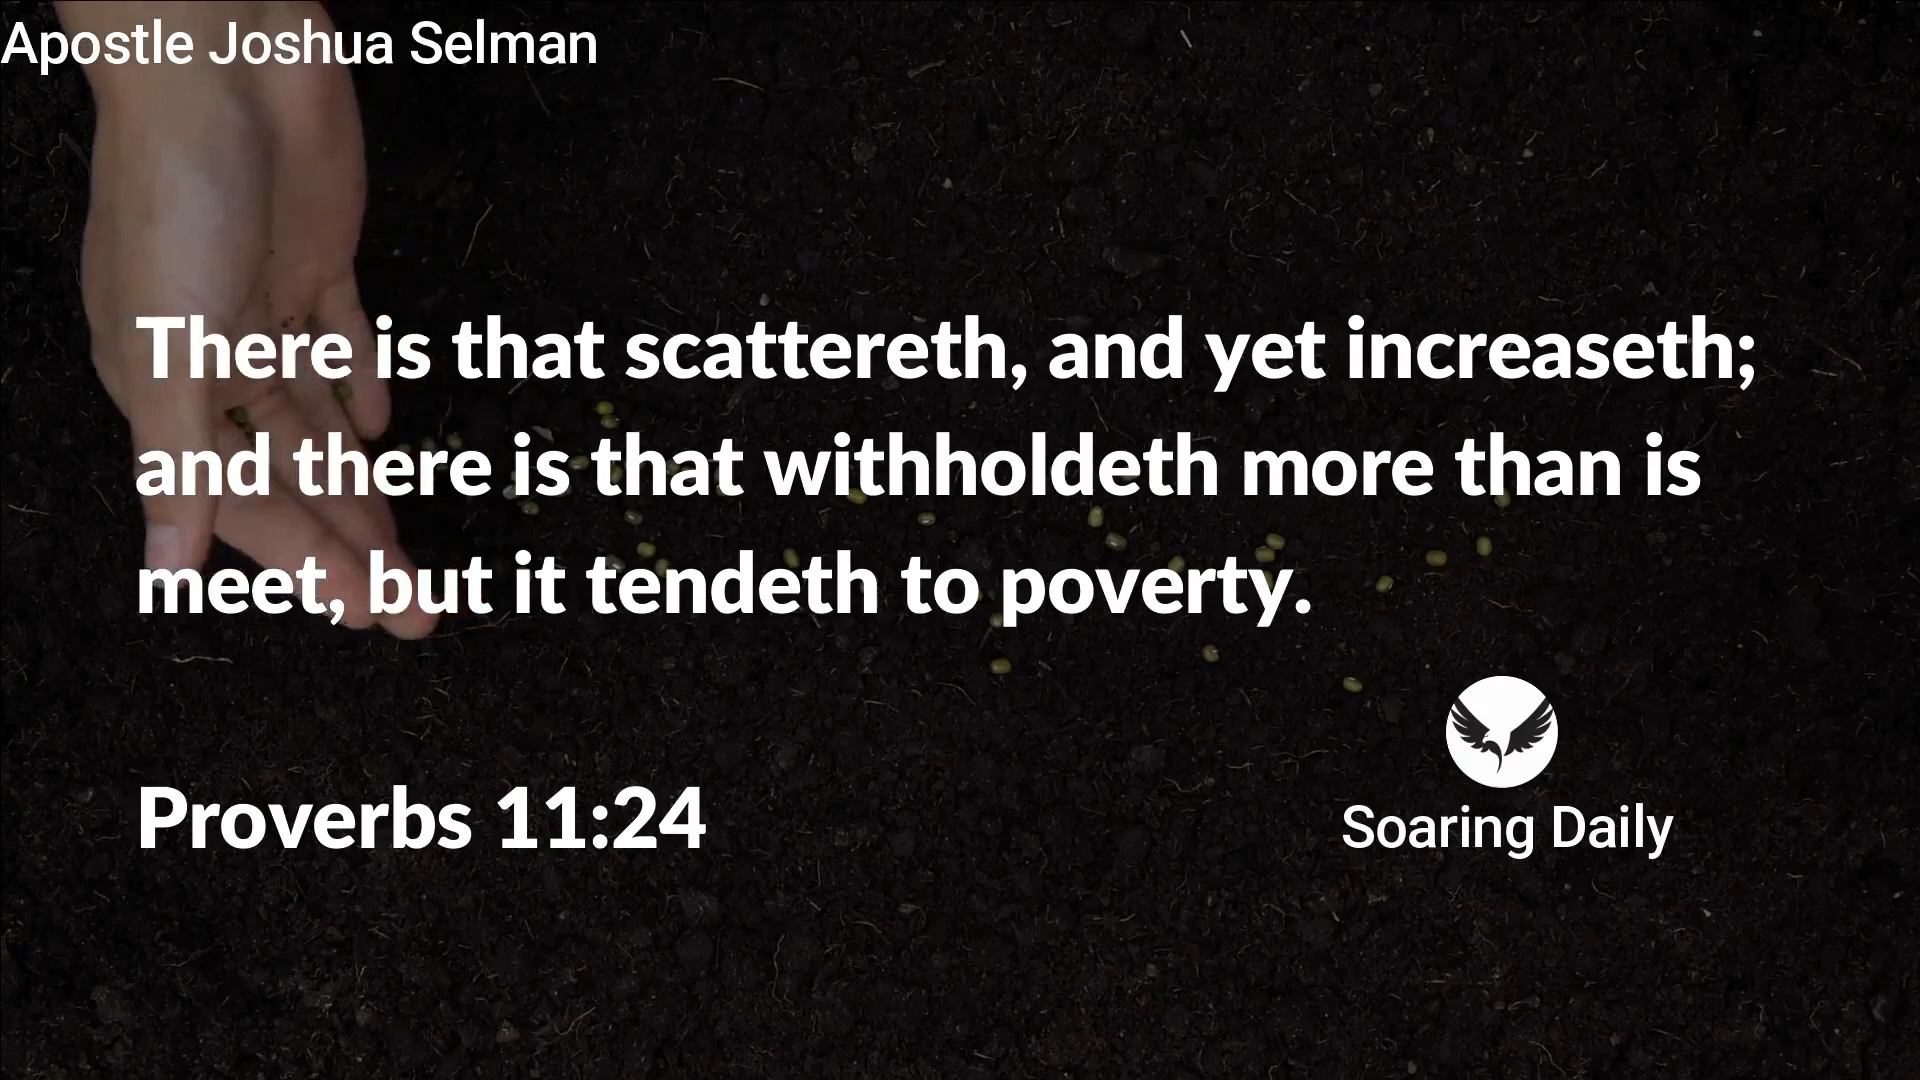 Apostle Joshua Selman
There is that scattereth, and yet increaseth;
and there is that withholdeth more than is
meet, but it tendeth to poverty.
Proverbs 11:24
Soaring Daily